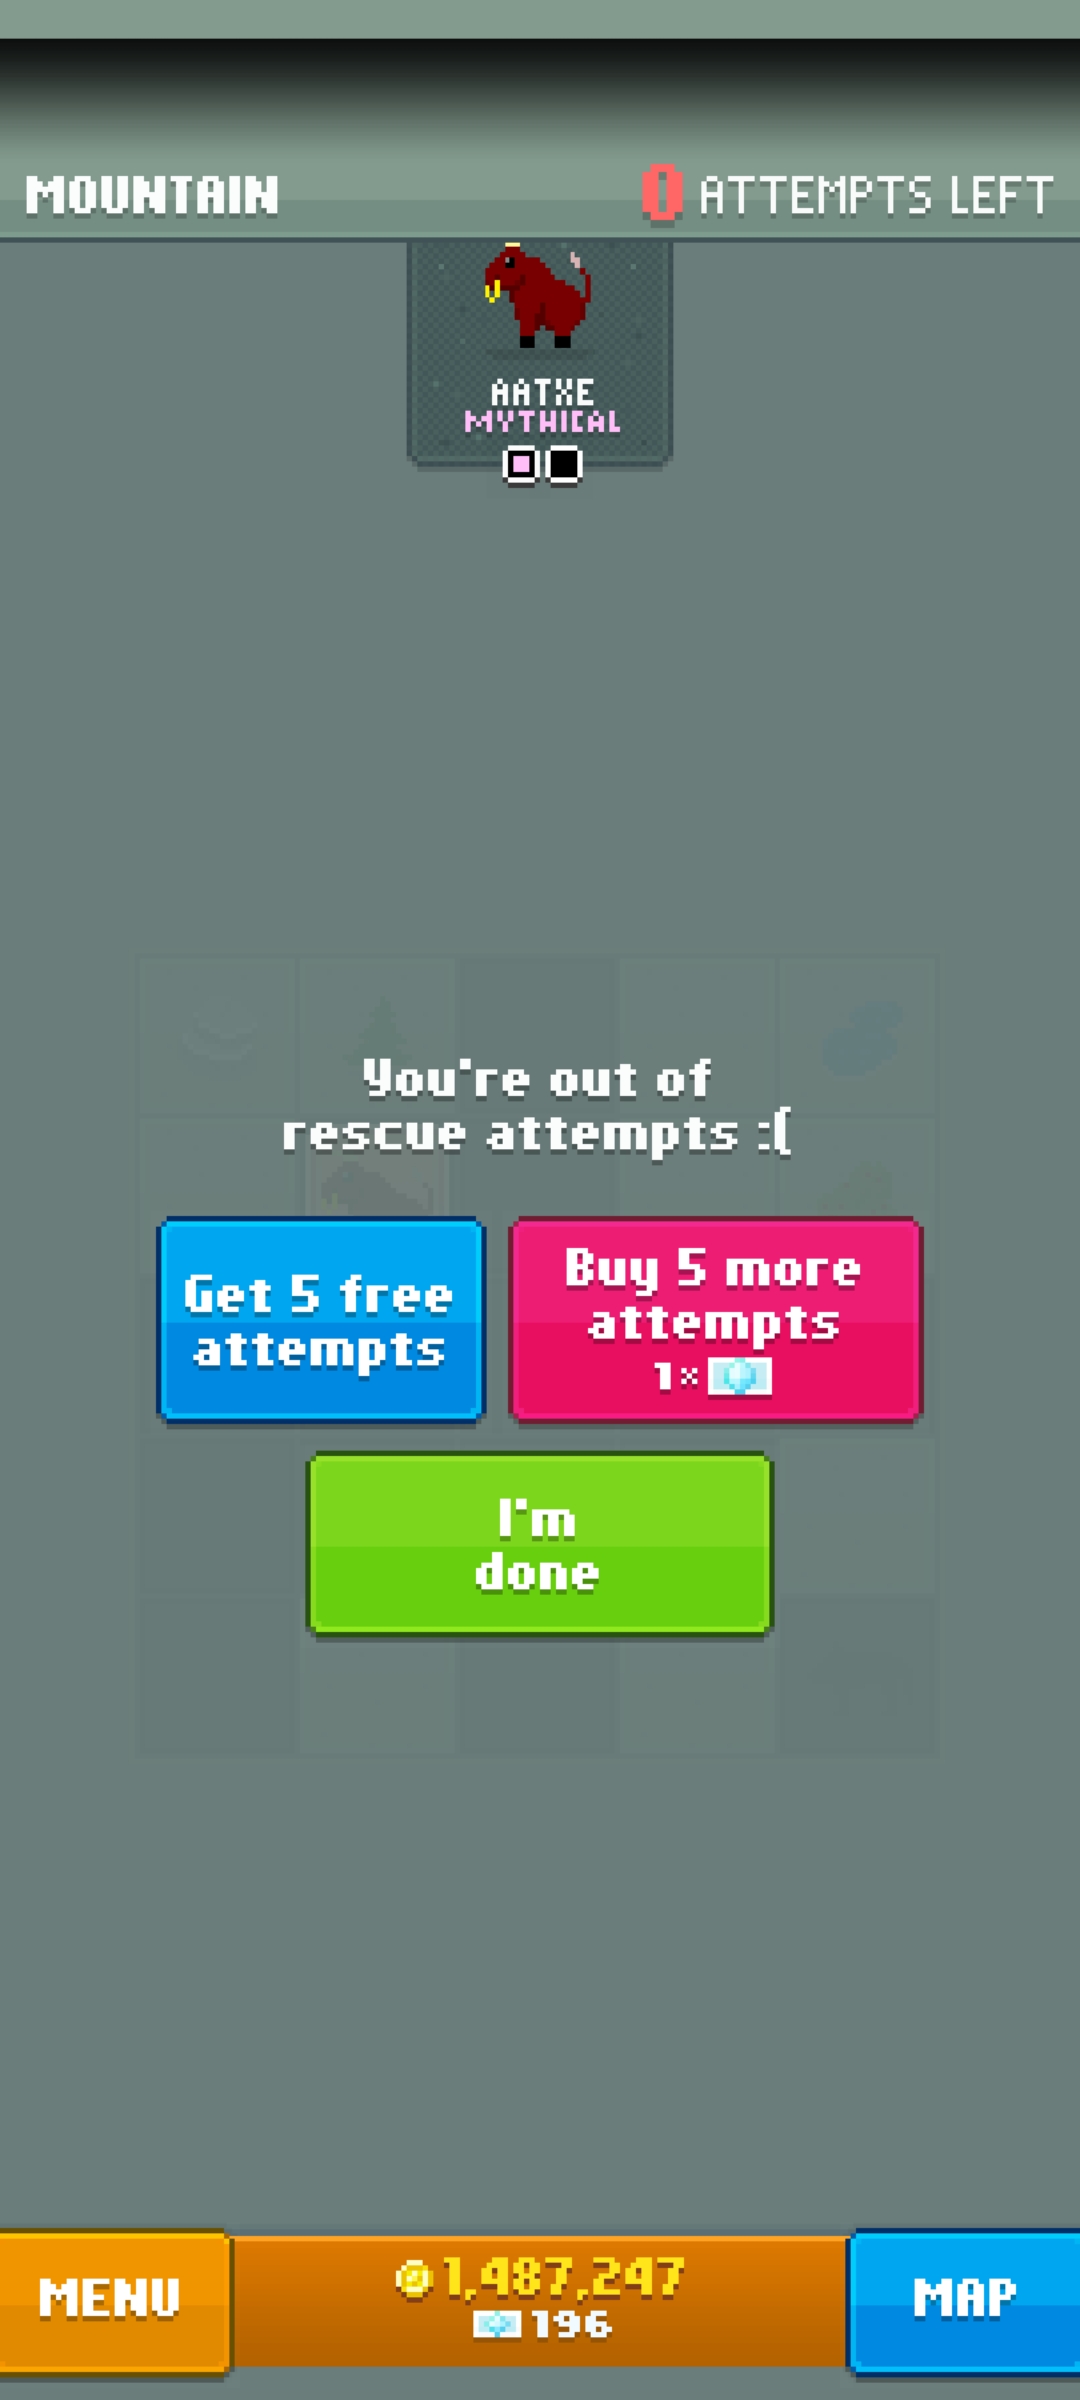 MOUNTAIN
0 ATTEMPTS LEFT
AATXE
MYTHICAL
You're out of
rescue attempts :(
Get 5 free
attempts
Buy 5 more
attempts
1×
I'm
done
MENU
1,487,247
196
MAP